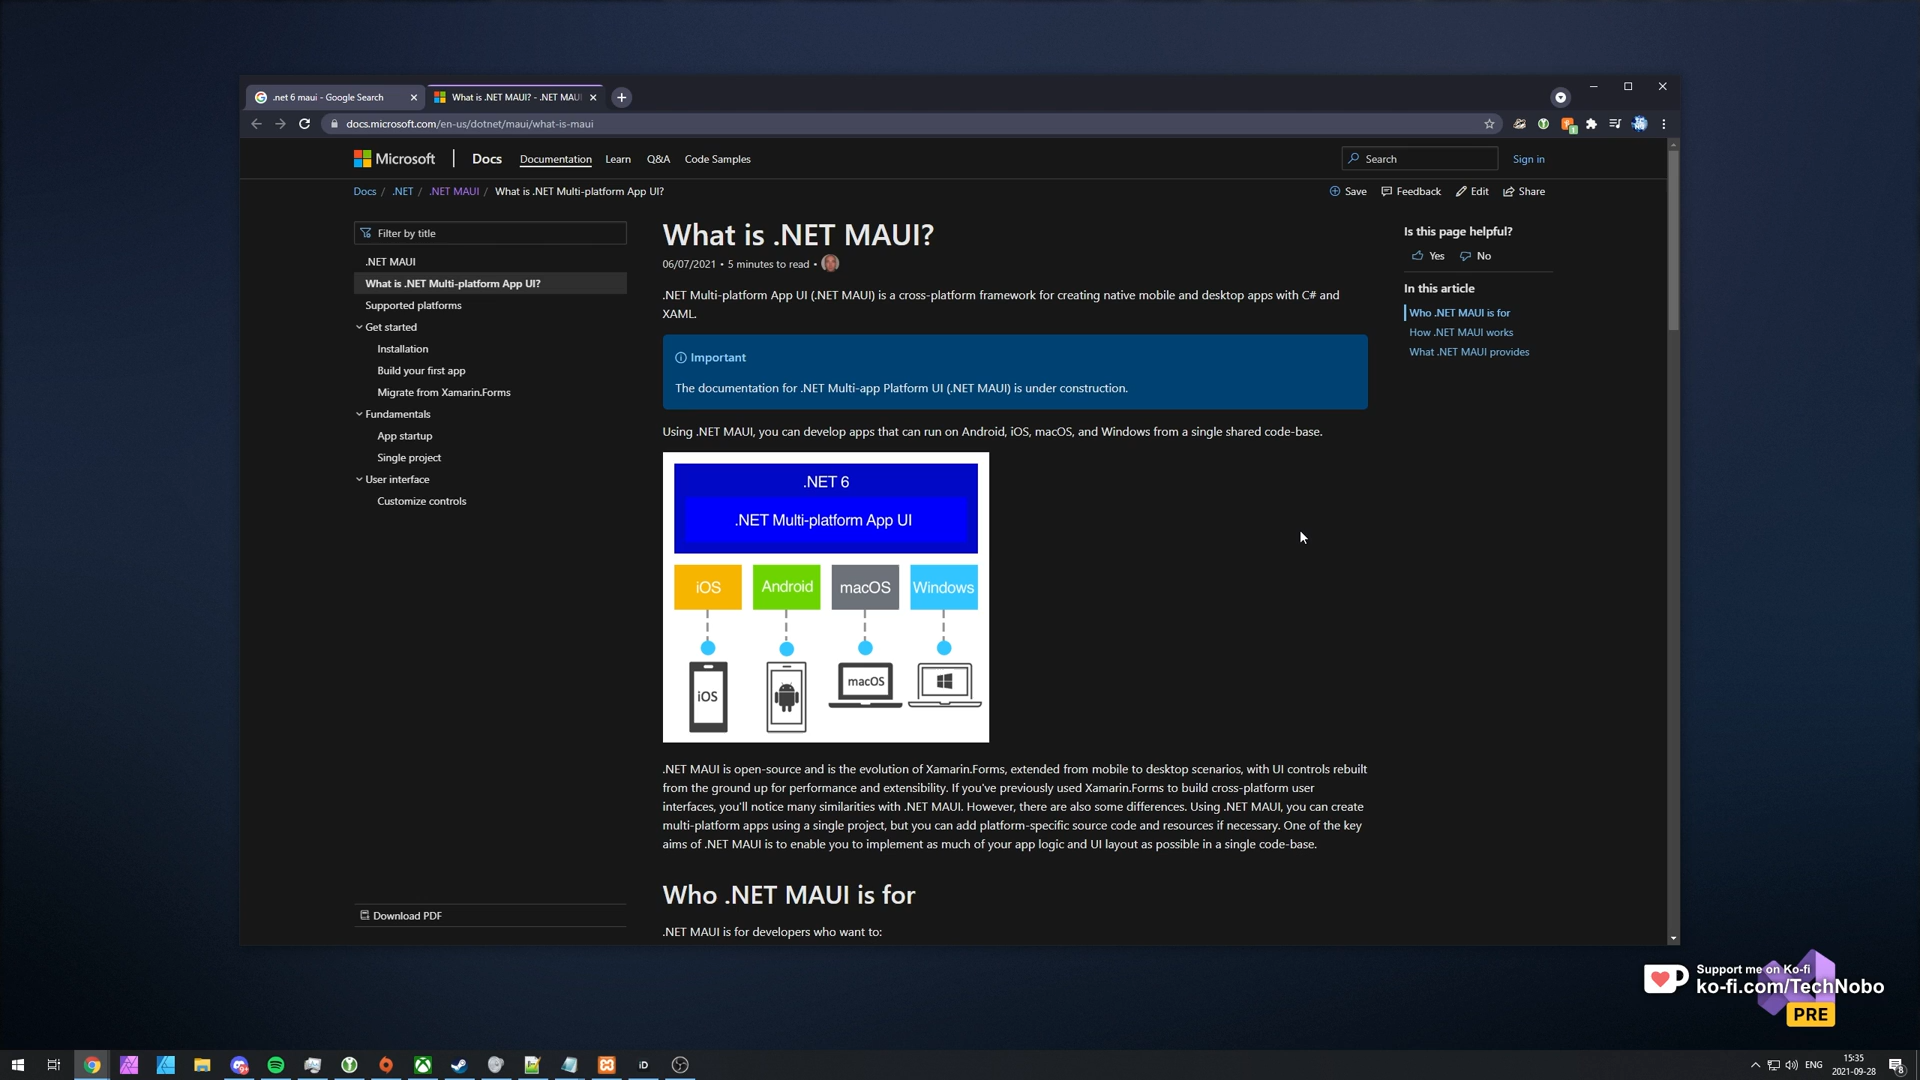 .net 6 maui - Google Search
What is .NET MAUI? - .NET MAUI
docs.microsoft.com/en-us/dotnet/maui/what-is-maui
Microsoft
Docs
Documentation
Learn
Q&A
Code Samples
Search
Sign in
Docs / .NET / .NET MAUI / What is .NET Multi-platform App UI?
Save
Feedback
Edit
Share
Filter by title
.NET MAUI
What is .NET Multi-platform App UI?
Supported platforms
Get started
Installation
Build your first app
Migrate from Xamarin.Forms
Fundamentals
App startup
Single project
User interface
Customize controls
Download PDF
What is .NET MAUI?
06/07/2021 • 5 minutes to read •
.NET Multi-platform App UI (.NET MAUI) is a cross-platform framework for creating native mobile and desktop apps with C# and
XAML.
Important
The documentation for .NET Multi-app Platform UI (.NET MAUI) is under construction.
Using .NET MAUI, you can develop apps that can run on Android, iOS, macOS, and Windows from a single shared code-base.
.NET 6
.NET Multi-platform App UI
iOS
Android
macOS
Windows
iOS
macOS
.NET MAUI is open-source and is the evolution of Xamarin.Forms, extended from mobile to desktop scenarios, with UI controls rebuilt
from the ground up for performance and extensibility. If you've previously used Xamarin.Forms to build cross-platform user
interfaces, you'll notice many similarities with .NET MAUI. However, there are also some differences. Using .NET MAUI, you can create
multi-platform apps using a single project, but you can add platform-specific source code and resources if necessary. One of the key
aims of .NET MAUI is to enable you to implement as much of your app logic and UI layout as possible in a single code-base.
Who .NET MAUI is for
.NET MAUI is for developers who want to:
Is this page helpful?
Yes
No
In this article
Who .NET MAUI is for
How .NET MAUI works
What .NET MAUI provides
Support me on Ko-fi
ko-fi.com/TechNobo
PRE
9+
iD
ENG
15:35
2021-09-28